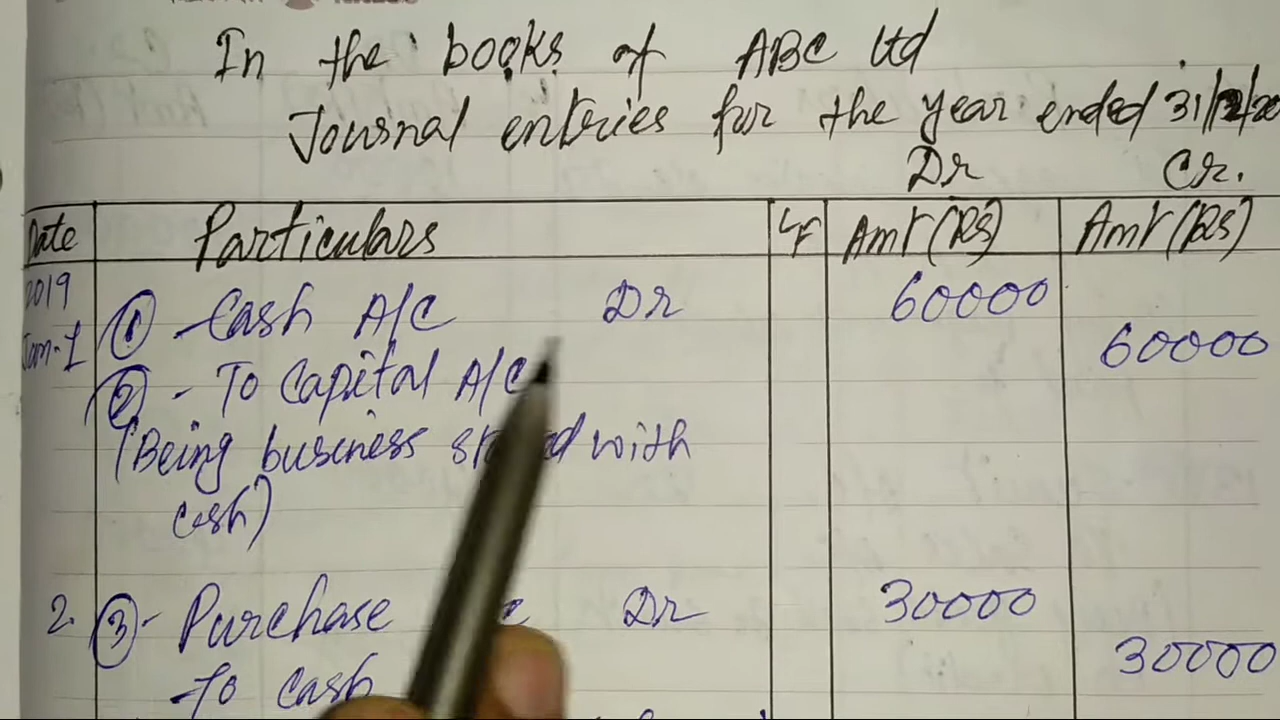 In the books of ABC Ltd
Journal entries for the year ended 31/12/20
Dr Cr.
Date Particulars LF Amt (Rs) Amt (Rs)
2019
① - Cash A/C Dr 60000
Jan-1 60000
② - To Capital A/C
(Being business with
cash)
2. ③ - Purchase Dr 30000
30000
To cash